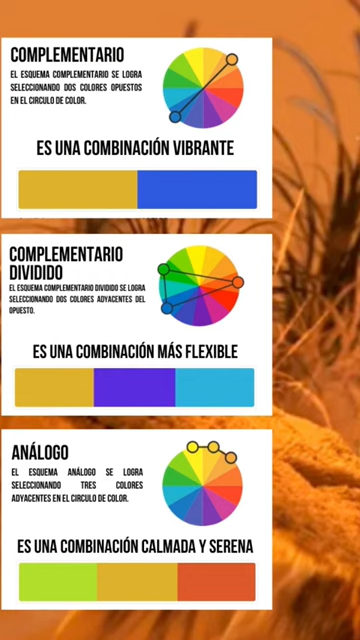 COMPLEMENTARIO
EL ESQUEMA COMPLEMENTARIO SE LOGRA
SELECCIONANDO DOS COLORES OPUESTOS
EN EL CIRCULO DE COLOR.
ES UNA COMBINACIÓN VIBRANTE
COMPLEMENTARIO
DIVIDIDO
EL ESQUEMA COMPLEMENTARIO DIVIDIDO SE LOGRA
SELECCIONANDO DOS COLORES ADYACENTES DEL
OPUESTO.
ES UNA COMBINACIÓN MÁS FLEXIBLE
ANÁLOGO
EL ESQUEMA ANÁLOGO SE LOGRA
SELECCIONANDO TRES COLORES
ADYACENTES EN EL CIRCULO DE COLOR.
ES UNA COMBINACIÓN CALMADA Y SERENA